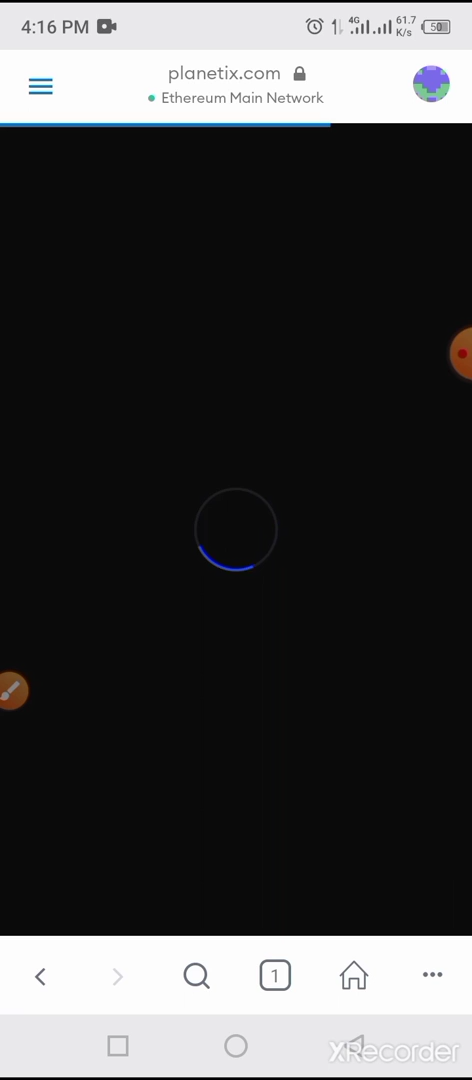 4:16 PM 4G 61.7 K/s 50
planetix.com
Ethereum Main Network
1
XRecorder